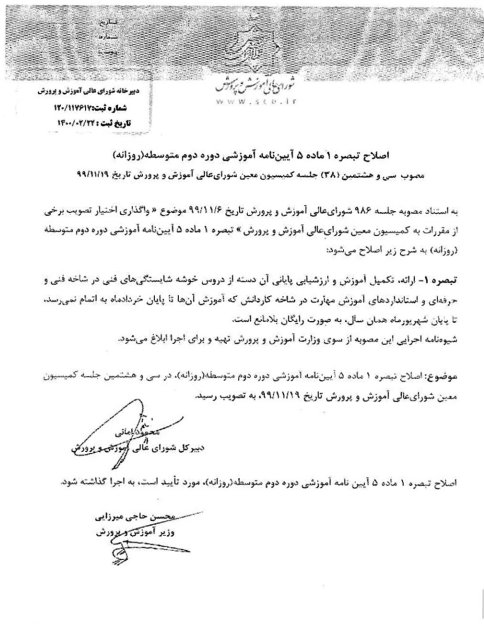 تاریخ
شماره
شورای عالی آموزش و پرورش
www.sce.ir
دبیرخانه شورای عالی آموزش و پرورش
شماره ثبت:۱۲۰/۱۱۷۶۱۷
تاریخ ثبت : ۱۴۰۰/۰۲/۲۲
اصلاح تبصره ۱ ماده ۵ آیین‌نامه آموزشی دوره دوم متوسطه(روزانه)
مصوب سی و هشتمین (۳۸) جلسه کمیسیون معین شورای‌عالی آموزش و پرورش تاریخ ۹۹/۱۱/۱۹
به استناد مصوبه جلسه ۹۸۶ شورای‌عالی آموزش و پرورش تاریخ ۹۹/۱۱/۶ موضوع « واگذاری اختیار تصویب برخی
از مقررات به کمیسیون معین شورای‌عالی آموزش و پرورش » تبصره ۱ ماده ۵ آیین‌نامه آموزشی دوره دوم متوسطه
(روزانه) به شرح زیر اصلاح می‌شود:
تبصره ۱- ارائه، تکمیل آموزش و ارزشیابی پایانی آن دسته از دروس خوشه شایستگی‌های فنی در شاخه فنی و
حرفه‌ای و استانداردهای آموزش مهارت در شاخه کاردانش که آموزش آن‌ها تا پایان خردادماه به اتمام نمی‌رسد،
تا پایان شهریورماه همان سال، به صورت رایگان بلامانع است.
شیوه‌نامه اجرایی این مصوبه از سوی وزارت آموزش و پرورش تهیه و برای اجرا ابلاغ می‌شود.
موضوع: اصلاح تبصره ۱ ماده ۵ آیین‌نامه آموزشی دوره دوم متوسطه(روزانه)، در سی و هشتمین جلسه کمیسیون
معین شورای‌عالی آموزش و پرورش تاریخ ۹۹/۱۱/۱۹، به تصویب رسید.
محمود امانی
دبیر کل شورای عالی آموزش و پرورش
اصلاح تبصره ۱ ماده ۵ آیین نامه آموزشی دوره دوم متوسطه(روزانه)، مورد تأیید است، به اجرا گذاشته شود.
محسن حاجی میرزایی
وزیر آموزش و پرورش